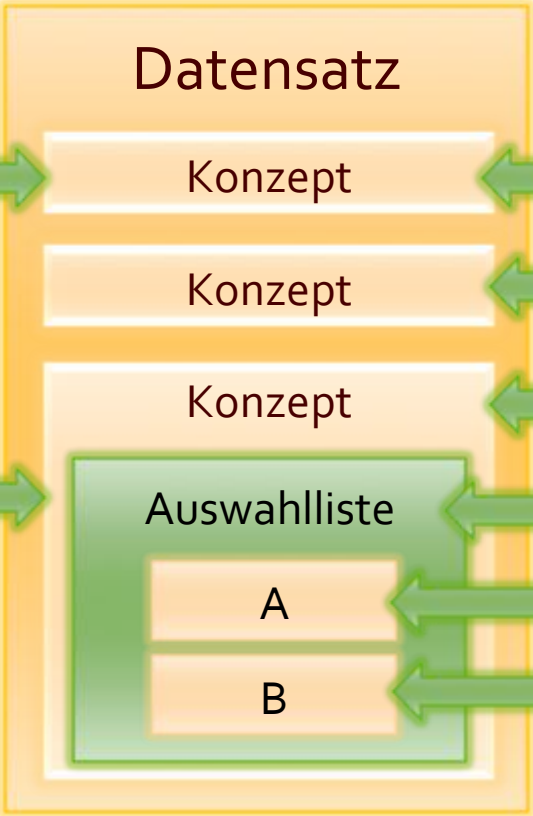 Datensatz
Konzept
Konzept
Konzept
Auswahlliste
A
B